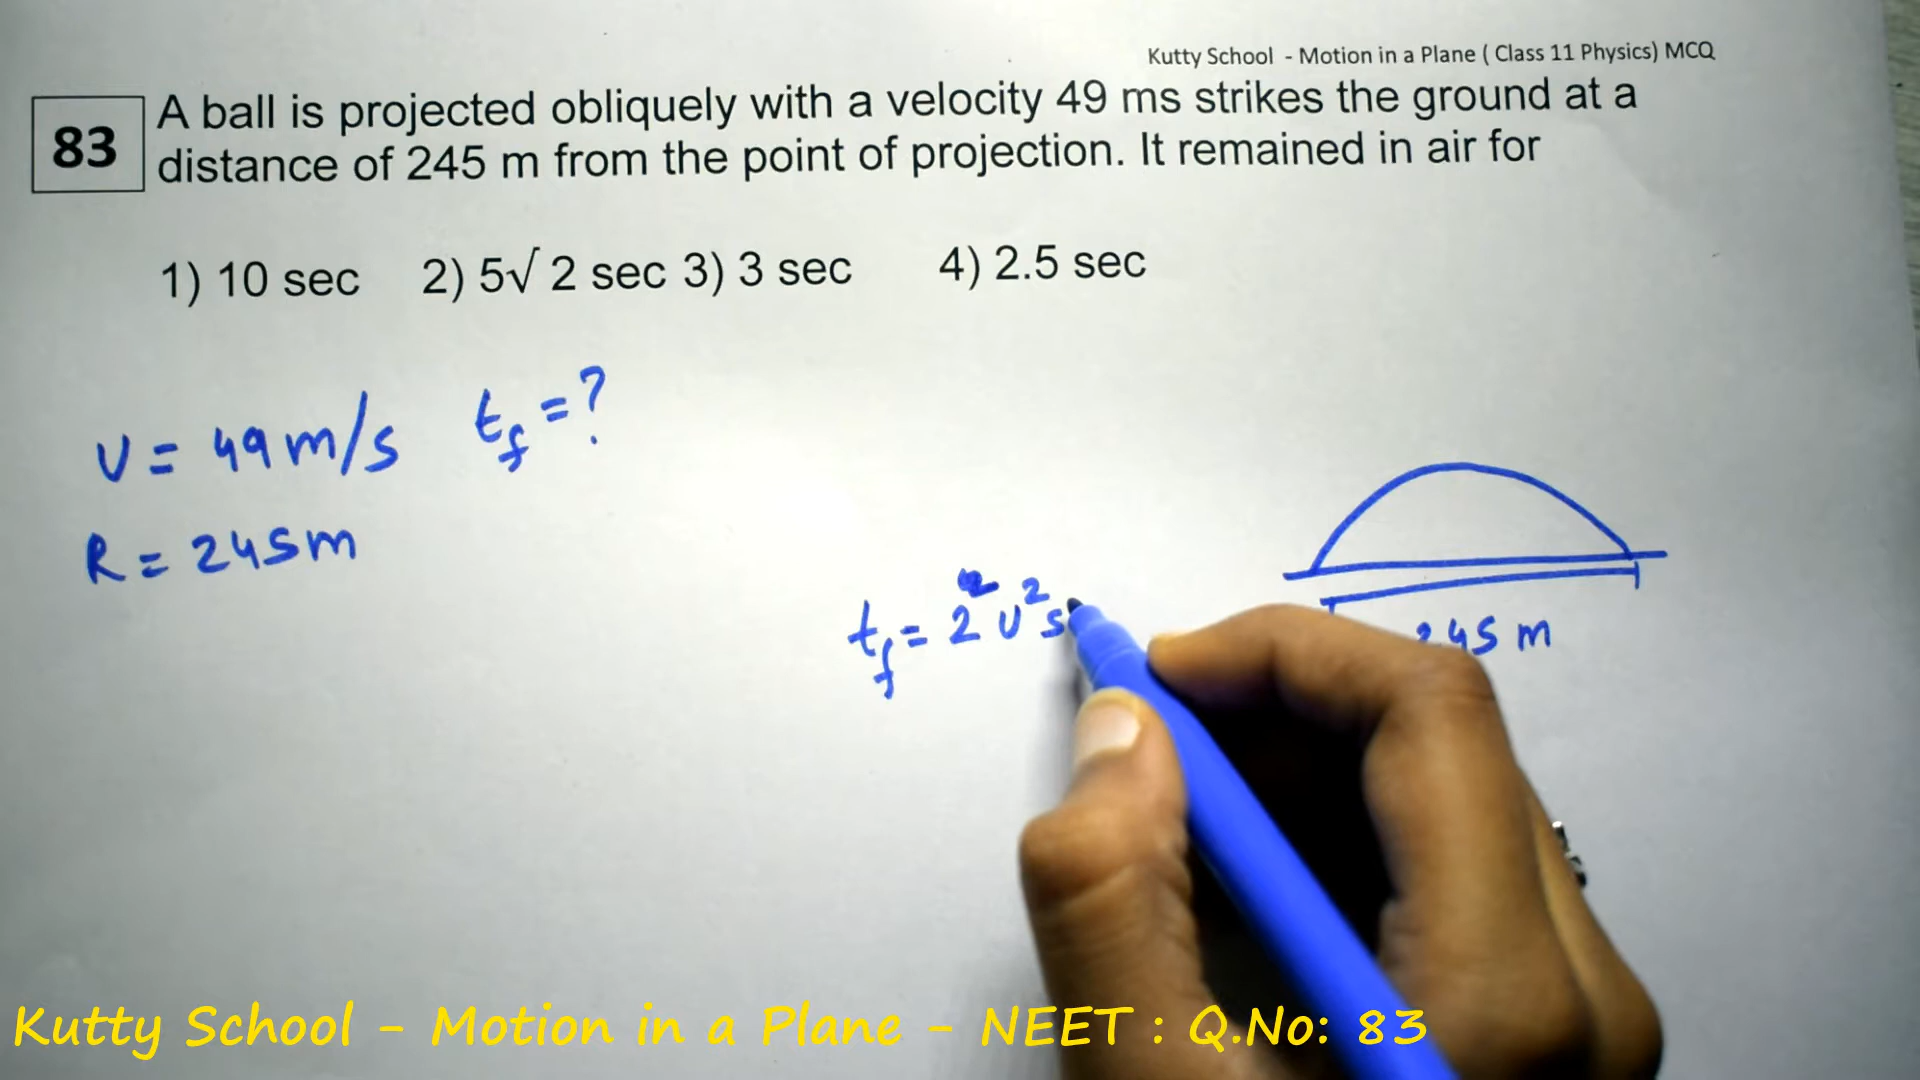 Kutty School - Motion in a Plane ( Class 11 Physics) MCQ
83
A ball is projected obliquely with a velocity 49 ms strikes the ground at a
distance of 245 m from the point of projection. It remained in air for
1) 10 sec 2) 5√ 2 sec 3) 3 sec 4) 2.5 sec
u = 49 m/s t_f = ?
R = 245m
t_f = 2 u² s
245 m
Kutty School - Motion in a Plane - NEET : Q.No: 83